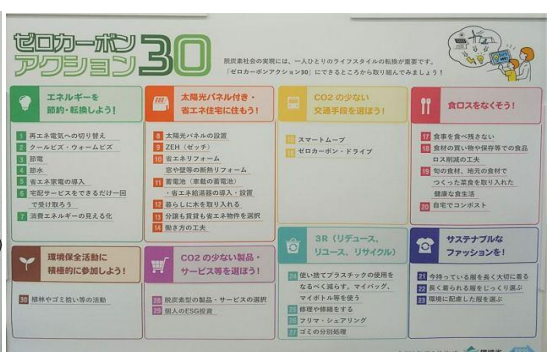 ゼロカーボン
アクション30
脱炭素社会の実現には、一人ひとりのライフスタイルの転換が重要です。
「ゼロカーボンアクション30」にできるところから取り組んでみましょう！
エネルギーを
節約・転換しよう！
1 再エネ電気への切り替え
2 クールビズ・ウォームビズ
3 節電
4 節水
5 省エネ家電の導入
6 宅配サービスをできるだけ一回
で受け取ろう
7 消費エネルギーの見える化
太陽光パネル付き・
省エネ住宅に住もう！
8 太陽光パネルの設置
9 ZEH（ゼッチ）
10 省エネリフォーム
窓や壁等の断熱リフォーム
11 蓄電池（車載の蓄電池）
・省エネ給湯器の導入・設置
12 暮らしに木を取り入れる
13 分譲も賃貸も省エネ物件を選択
14 働き方の工夫
CO2の少ない
交通手段を選ぼう！
15 スマートムーブ
16 ゼロカーボン・ドライブ
食ロスをなくそう！
17 食事を食べ残さない
18 食材の買い物や保存等での食品
ロス削減の工夫
19 旬の食材、地元の食材で
つくった菜食を取り入れた
健康な食生活
20 自宅でコンポスト
環境保全活動に
積極的に参加しよう！
30 植林やゴミ拾い等の活動
CO2の少ない製品・
サービス等を選ぼう！
28 脱炭素型の製品・サービスの選択
29 個人のESG投資
3R（リデュース、
リユース、リサイクル）
24 使い捨てプラスチックの使用を
なるべく減らす。マイバッグ、
マイボトル等を使う
25 修理や修繕をする
26 フリマ・シェアリング
27 ゴミの分別処理
サステナブルな
ファッションを！
21 今持っている服を長く大切に着る
22 長く着られる服をじっくり選ぶ
23 環境に配慮した服を選ぶ
環境省